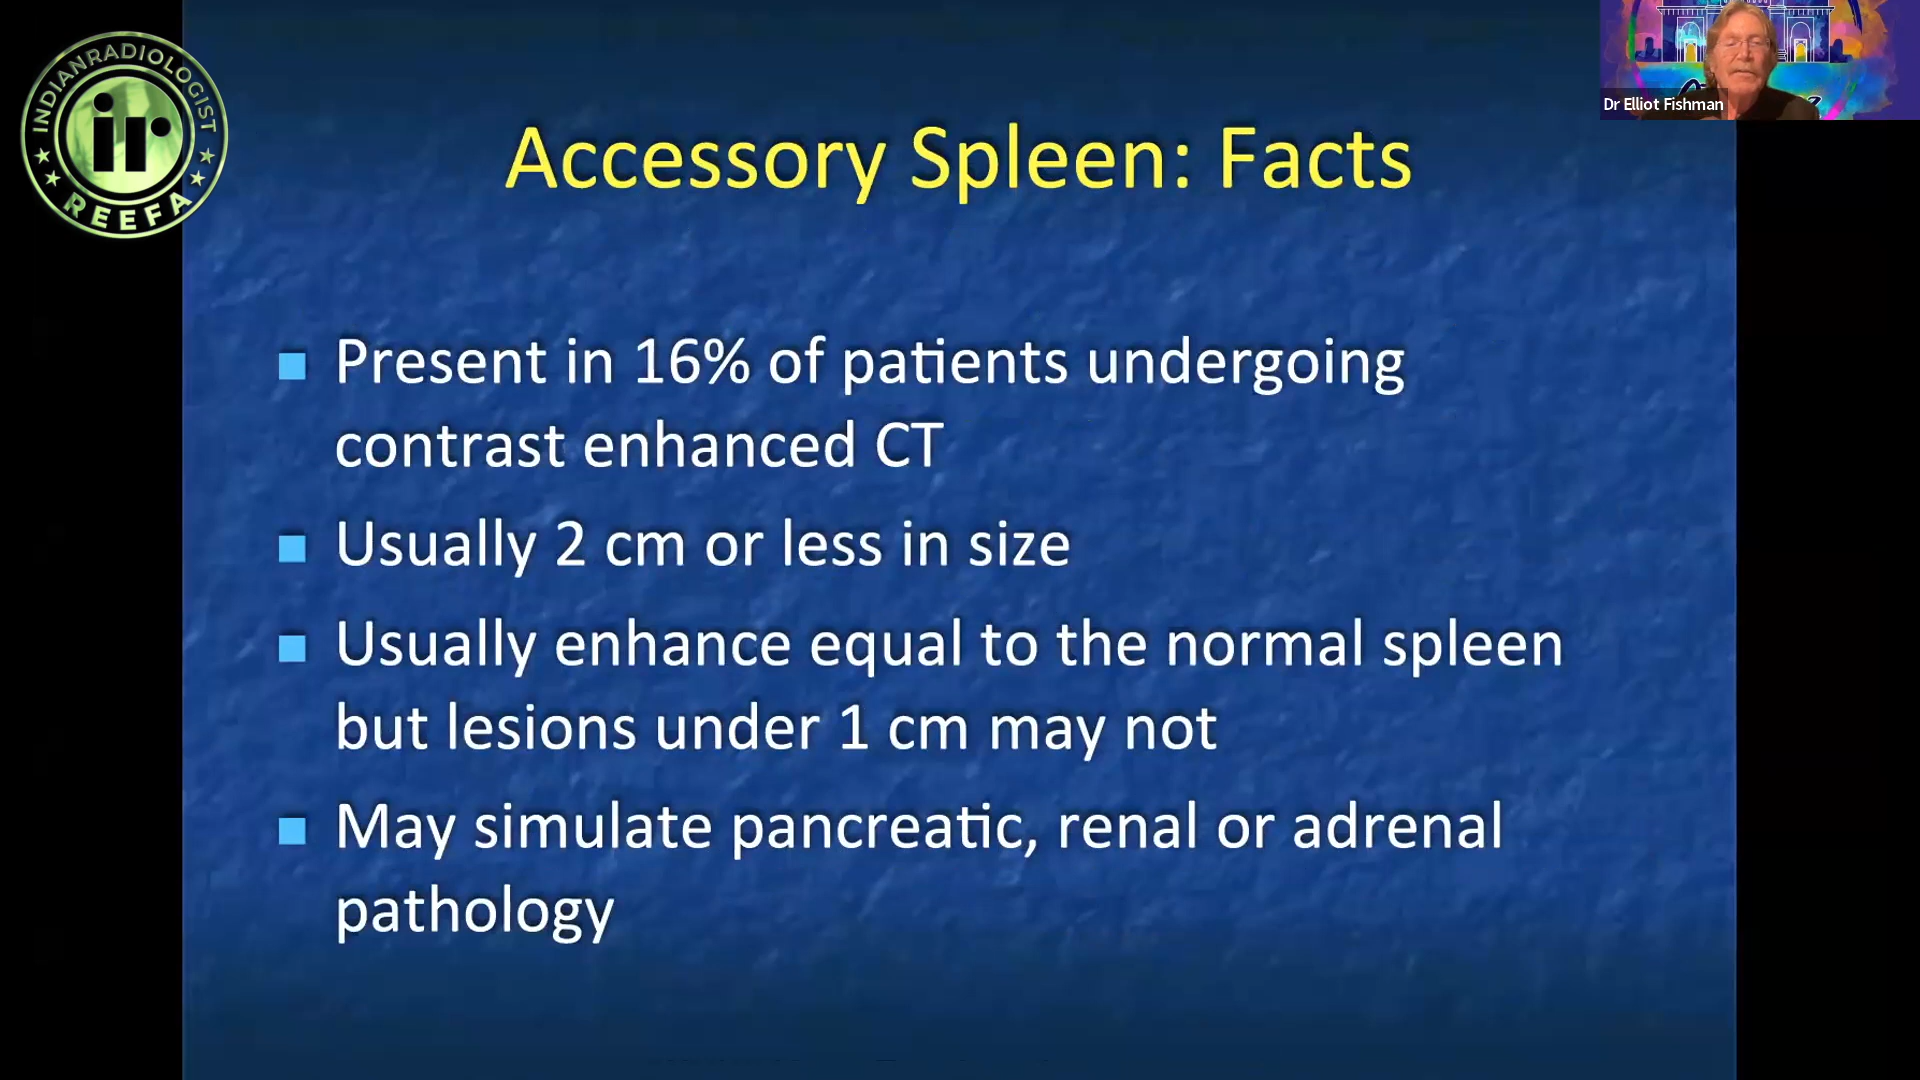 INDIANRADIOLOGIST
ir
REEFA
Dr Elliot Fishman
Accessory Spleen: Facts
Present in 16% of patients undergoing
contrast enhanced CT
Usually 2 cm or less in size
Usually enhance equal to the normal spleen
but lesions under 1 cm may not
May simulate pancreatic, renal or adrenal
pathology